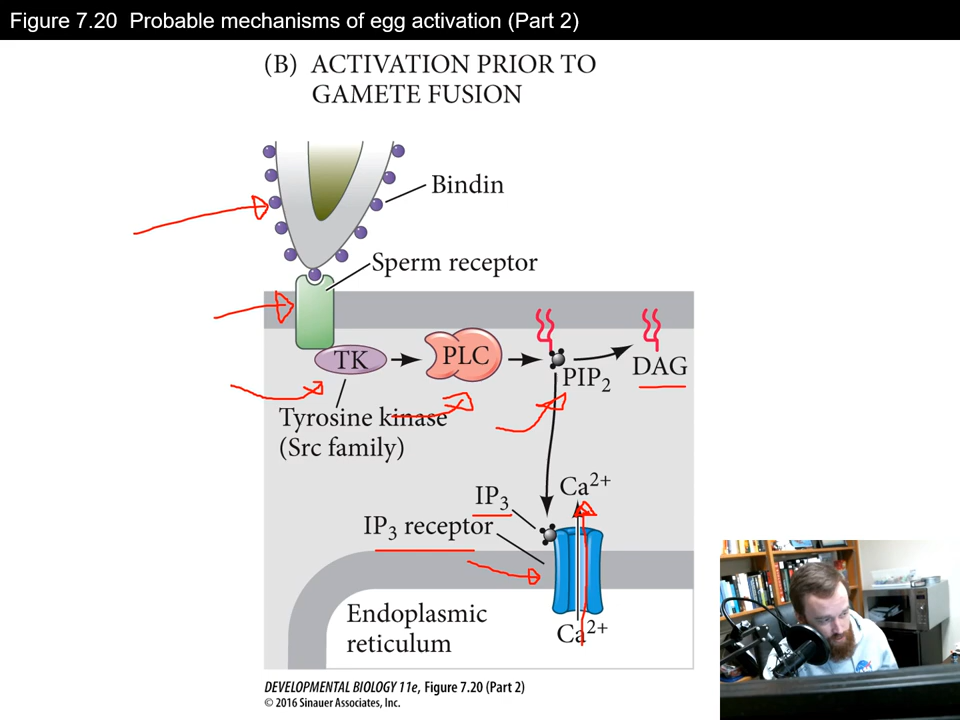 Figure 7.20 Probable mechanisms of egg activation (Part 2)
(B) ACTIVATION PRIOR TO
GAMETE FUSION
Bindin
Sperm receptor
TK
PLC
PIP2
DAG
Tyrosine kinase
(Src family)
IP3
Ca2+
IP3 receptor
Endoplasmic
reticulum
Ca2+
DEVELOPMENTAL BIOLOGY 11e, Figure 7.20 (Part 2)
© 2016 Sinauer Associates, Inc.